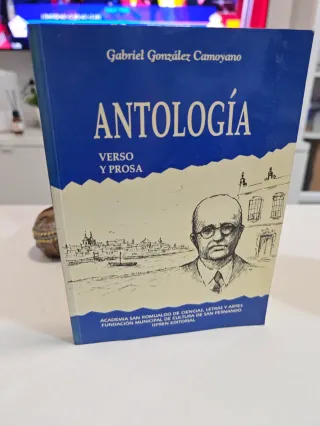 Gabriel González Camoyano
ANTOLOGÍA
VERSO
Y PROSA
ACADEMIA SAN ROMUALDO DE CIENCIAS, LETRAS Y ARTES
FUNDACIÓN MUNICIPAL DE CULTURA DE SAN FERNANDO
ISPREN EDITORIAL